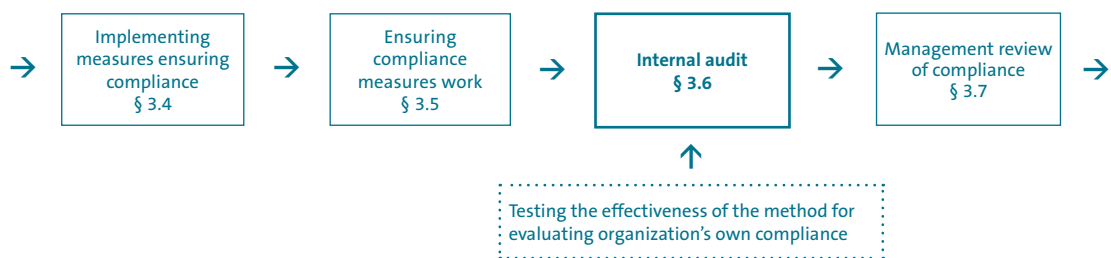 Implementing
measures ensuring
compliance
§ 3.4
Ensuring
compliance
measures work
§ 3.5
Internal audit
§ 3.6
Management review
of compliance
§ 3.7
Testing the effectiveness of the method for
evaluating organization’s own compliance